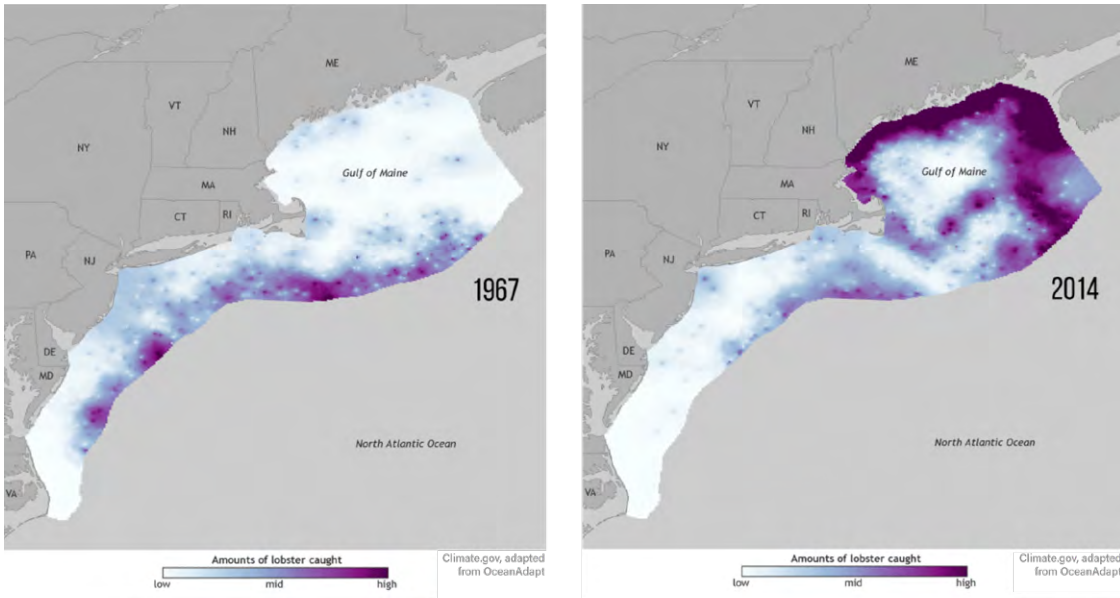 ME
VT
NH
NY
Gulf of Maine
MA
CT
RI
PA
NJ
1967
DE
MD
North Atlantic Ocean
VA
Amounts of lobster caught
low
mid
high
Climate.gov, adapted
from OceanAdapt
ME
VT
NH
NY
Gulf of Maine
MA
CT
RI
PA
NJ
2014
DE
MD
North Atlantic Ocean
VA
Amounts of lobster caught
low
mid
high
Climate.gov, adapted
from OceanAdapt